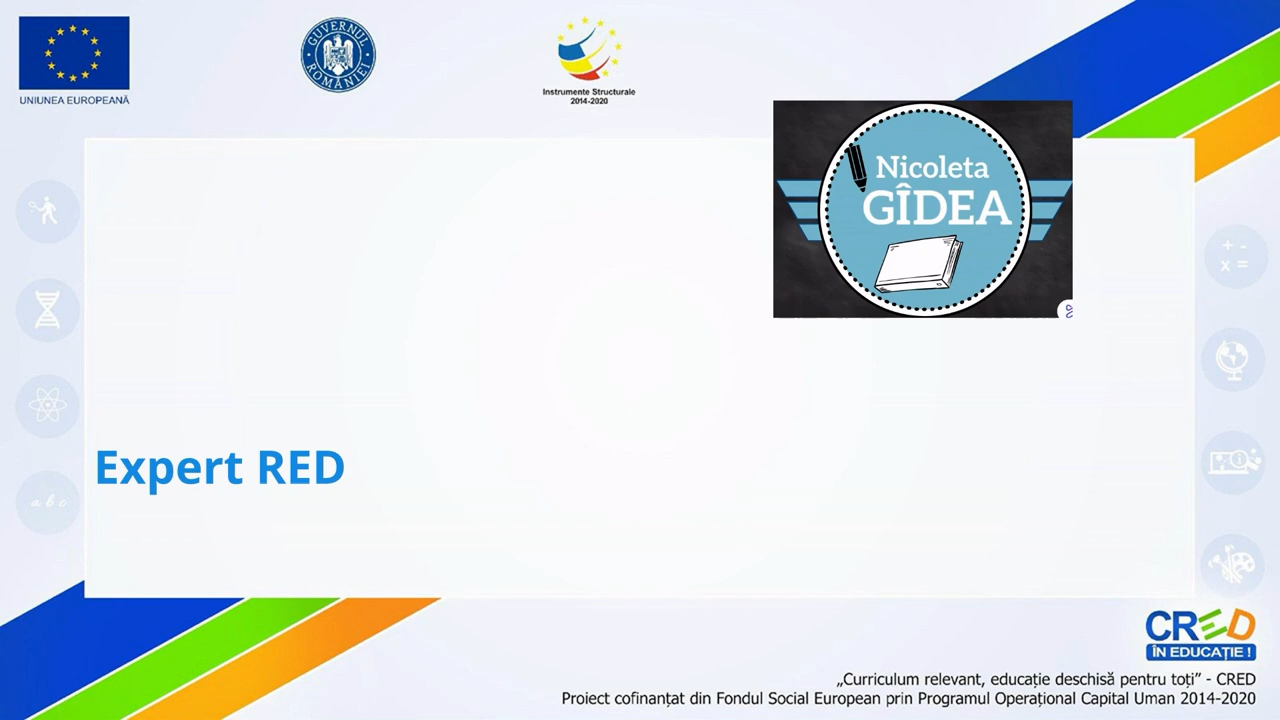 UNIUNEA EUROPEANĂ
GUVERNUL ROMÂNIEI
Instrumente Structurale
2014-2020
Nicoleta
GÎDEA
+ -
x =
Expert RED
a b c
CRED
ÎN EDUCAȚIE !
„Curriculum relevant, educație deschisă pentru toți” - CRED
Proiect cofinanțat din Fondul Social European prin Programul Operațional Capital Uman 2014-2020